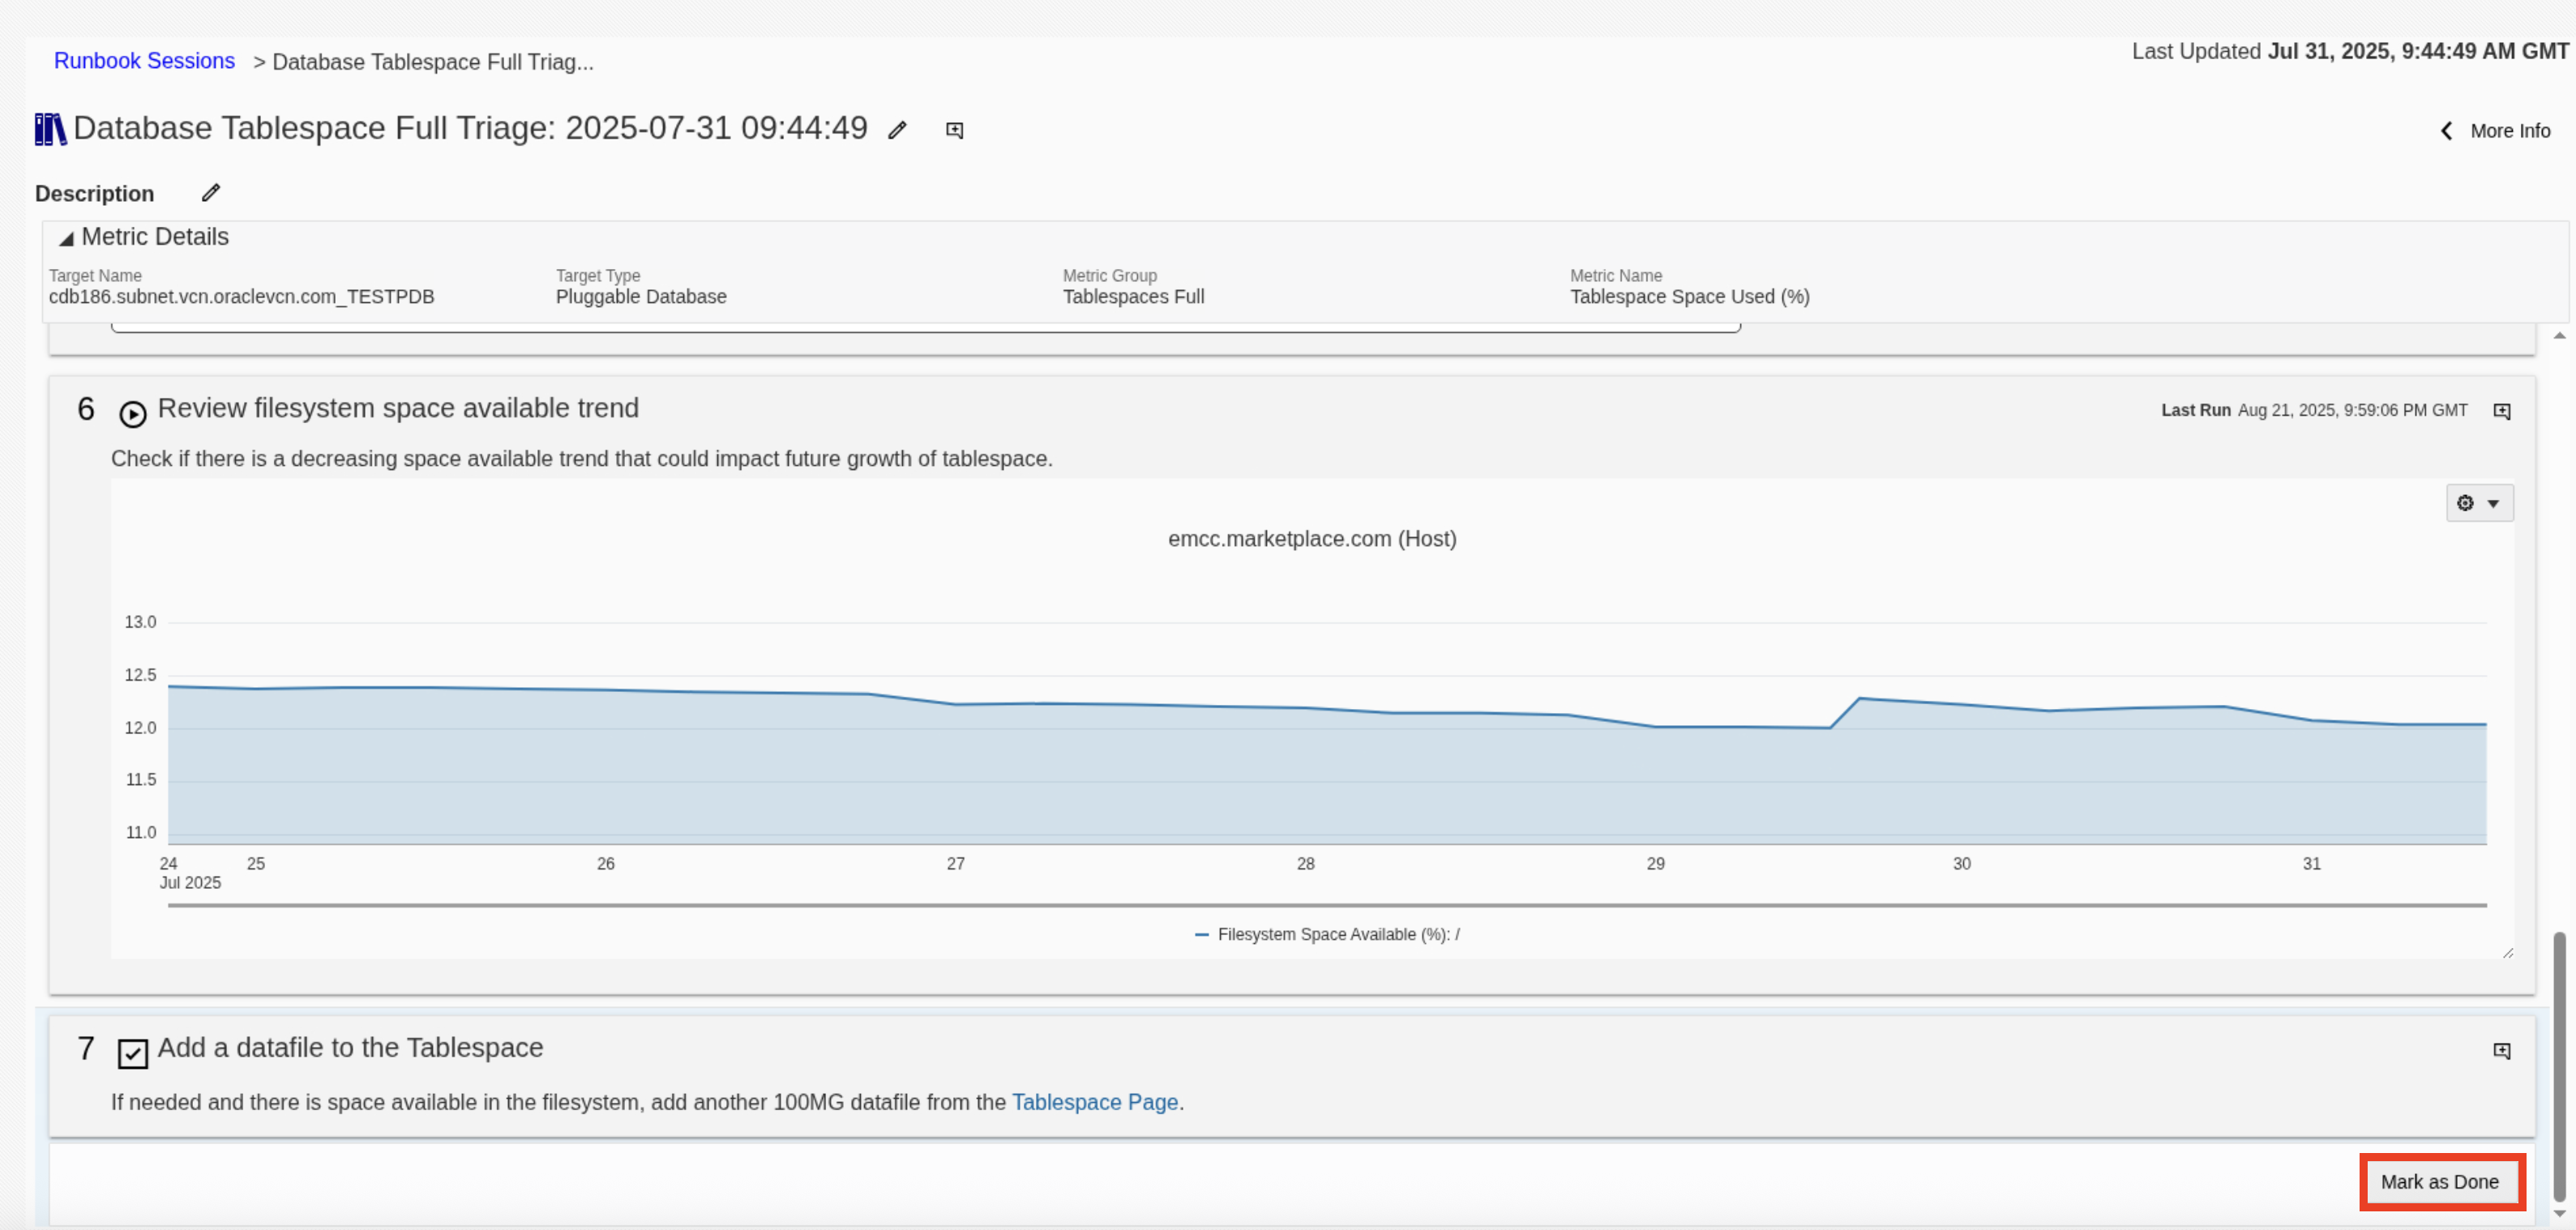 Runbook Sessions > Database Tablespace Full Triag...
Last Updated Jul 31, 2025, 9:44:49 AM GMT
Database Tablespace Full Triage: 2025-07-31 09:44:49
More Info
Description
Metric Details
Target Name Target Type Metric Group Metric Name
cdb186.subnet.vcn.oraclevcn.com_TESTPDB Pluggable Database Tablespaces Full Tablespace Space Used (%)
6 Review filesystem space available trend
Last Run Aug 21, 2025, 9:59:06 PM GMT
Check if there is a decreasing space available trend that could impact future growth of tablespace.
emcc.marketplace.com (Host)
13.0
12.5
12.0
11.5
11.0
24 25 26 27 28 29 30 31
Jul 2025
Filesystem Space Available (%): /
7 Add a datafile to the Tablespace
If needed and there is space available in the filesystem, add another 100MG datafile from the Tablespace Page.
Mark as Done